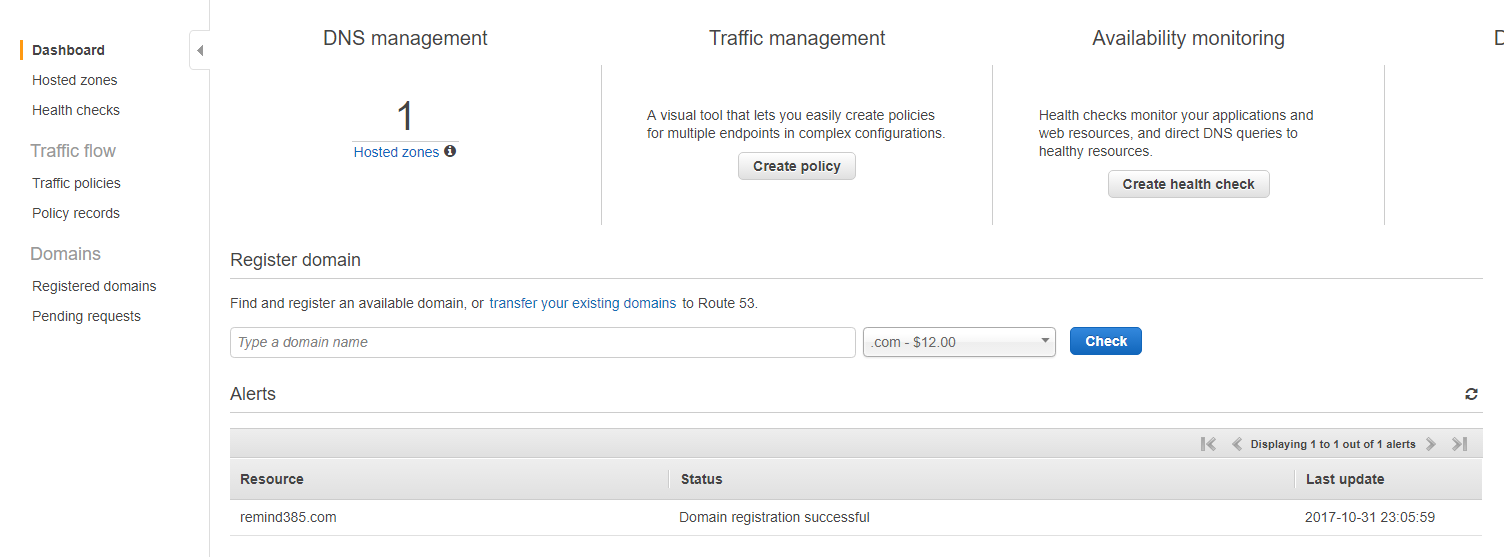 Dashboard
Hosted zones
Health checks
Traffic flow
Traffic policies
Policy records
Domains
Registered domains
Pending requests
DNS management
1
Hosted zones
Traffic management
A visual tool that lets you easily create policies
for multiple endpoints in complex configurations.
Create policy
Availability monitoring
Health checks monitor your applications and
web resources, and direct DNS queries to
healthy resources.
Create health check
Register domain
Find and register an available domain, or transfer your existing domains to Route 53.
Type a domain name
.com - $12.00
Check
Alerts
Displaying 1 to 1 out of 1 alerts
Resource Status Last update
remind385.com Domain registration successful 2017-10-31 23:05:59